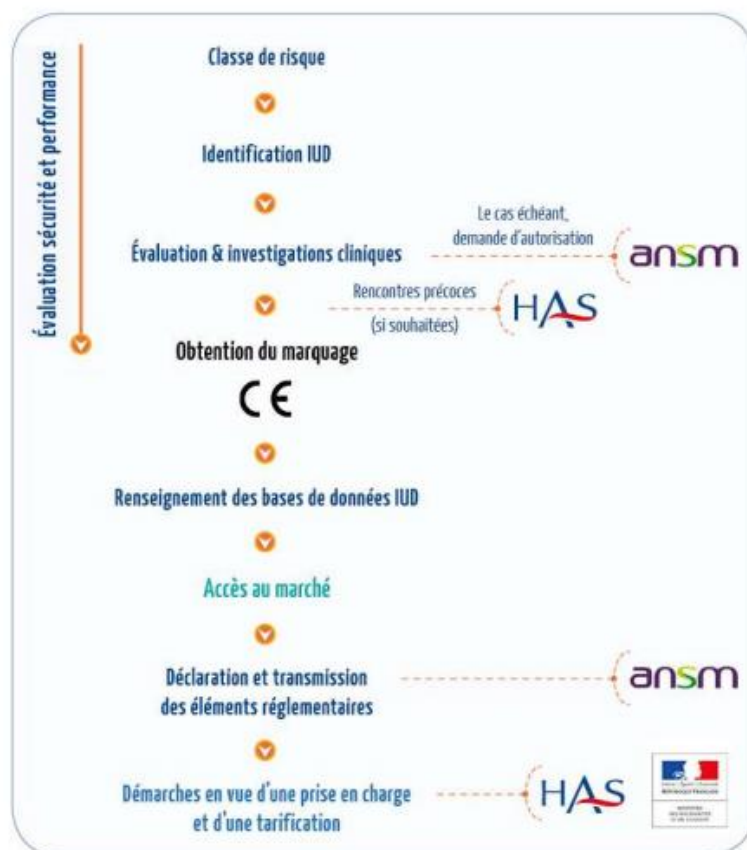 Évaluation sécurité et performance
Classe de risque
Identification IUD
Le cas échéant,
demande d'autorisation
Évaluation & investigations cliniques
ansm
Rencontres précoces
(si souhaitées)
HAS
Obtention du marquage
CE
Renseignement des bases de données IUD
Accès au marché
Déclaration et transmission
des éléments réglementaires
ansm
Démarches en vue d'une prise en charge
et d'une tarification
HAS
RÉPUBLIQUE FRANÇAISE